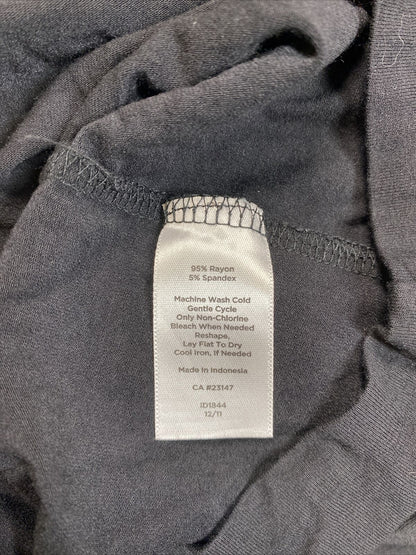 95% Rayon
5% Spandex
Machine Wash Cold
Gentle Cycle
Only Non-Chlorine
Bleach When Needed
Reshape,
Lay Flat To Dry
Cool Iron, If Needed
Made in Indonesia
CA #23147
ID1844
12/11